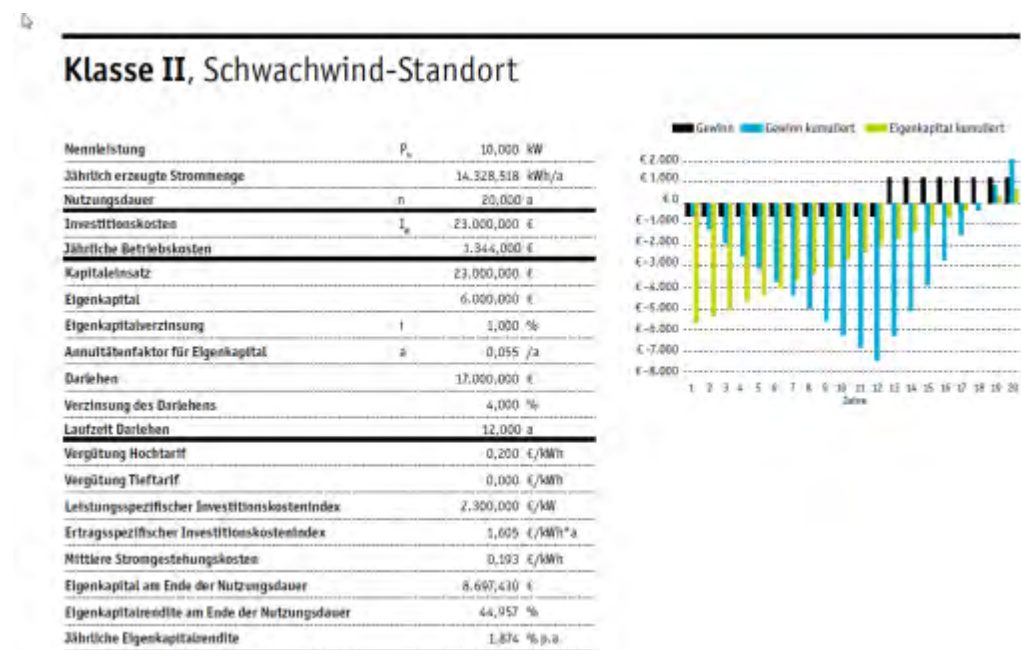 Klasse II, Schwachwind-Standort
Nennleistung P 10,000 kW
Jährlich erzeugte Strommenge 14.328,518 kWh/a
Nutzungsdauer n 20,000 a
Investitionskosten I 23.000,000 €
Jährliche Betriebskosten 1.344,000 €
Kapitaleinsatz 23.000,000 €
Eigenkapital 6.000,000 €
Eigenkapitalverzinsung i 1,000 %
Annuitätenfaktor für Eigenkapital a 0,055 /a
Darlehen 17.000,000 €
Verzinsung des Darlehens 4,000 %
Laufzeit Darlehen 12,000 a
Vergütung Hochtarif 0,200 €/kWh
Vergütung Tieftarif 0,000 €/kWh
Leistungsspezifischer Investitionskostenindex 2.300,000 €/kW
Ertragsspezifischer Investitionskostenindex 1,605 €/kWh*a
Mittlere Stromgestehungskosten 0,193 €/kWh
Eigenkapital am Ende der Nutzungsdauer 8.697,430 €
Eigenkapitalrendite am Ende der Nutzungsdauer 44,957 %
Jährliche Eigenkapitalrendite 1,874 % p.a.
Gewinn Gewinn kumuliert Eigenkapital kumuliert
€ 2.000
€ 1.000
€ 0
€ -1.000
€ -2.000
€ -3.000
€ -4.000
€ -5.000
€ -6.000
€ -7.000
€ -8.000
1 2 3 4 5 6 7 8 9 10 11 12 13 14 15 16 17 18 19 20
Jahre